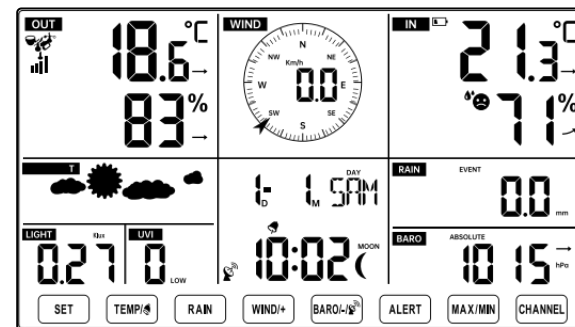 OUT
18.6°C
83%
WIND
N
NW NE
Km/h
W 0.0 E
SW SE
S
IN
21.3°C
71%
T
LIGHT Klux
0.27
UVI
0 LOW
DAY
1D- 1M SAM
10:02 MOON
RAIN EVENT
0.0 mm
BARO ABSOLUTE
1015 hPa
SET TEMP/ RAIN WIND/+ BARO/-/ ALERT MAX/MIN CHANNEL